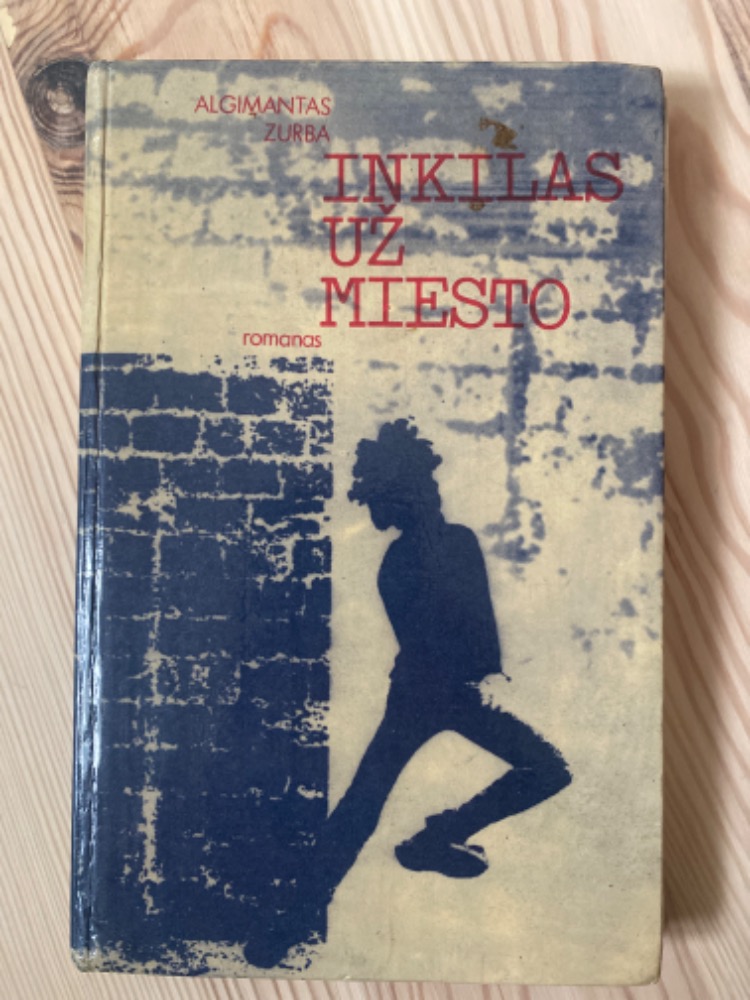 ALGIMANTAS
ZURBA
INKILAS
UŽ
MIESTO
romanas